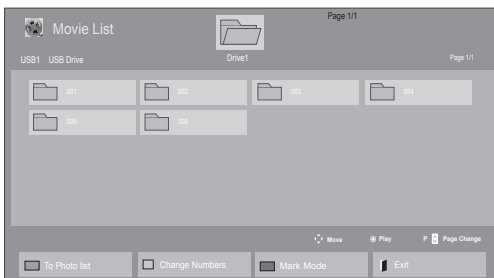 Page 1/1
Movie List
Drive1
USB1 USB Drive
Page 1/1
001 002 003 004
005 006
Move Play P Page Change
To Photo list Change Numbers Mark Mode Exit